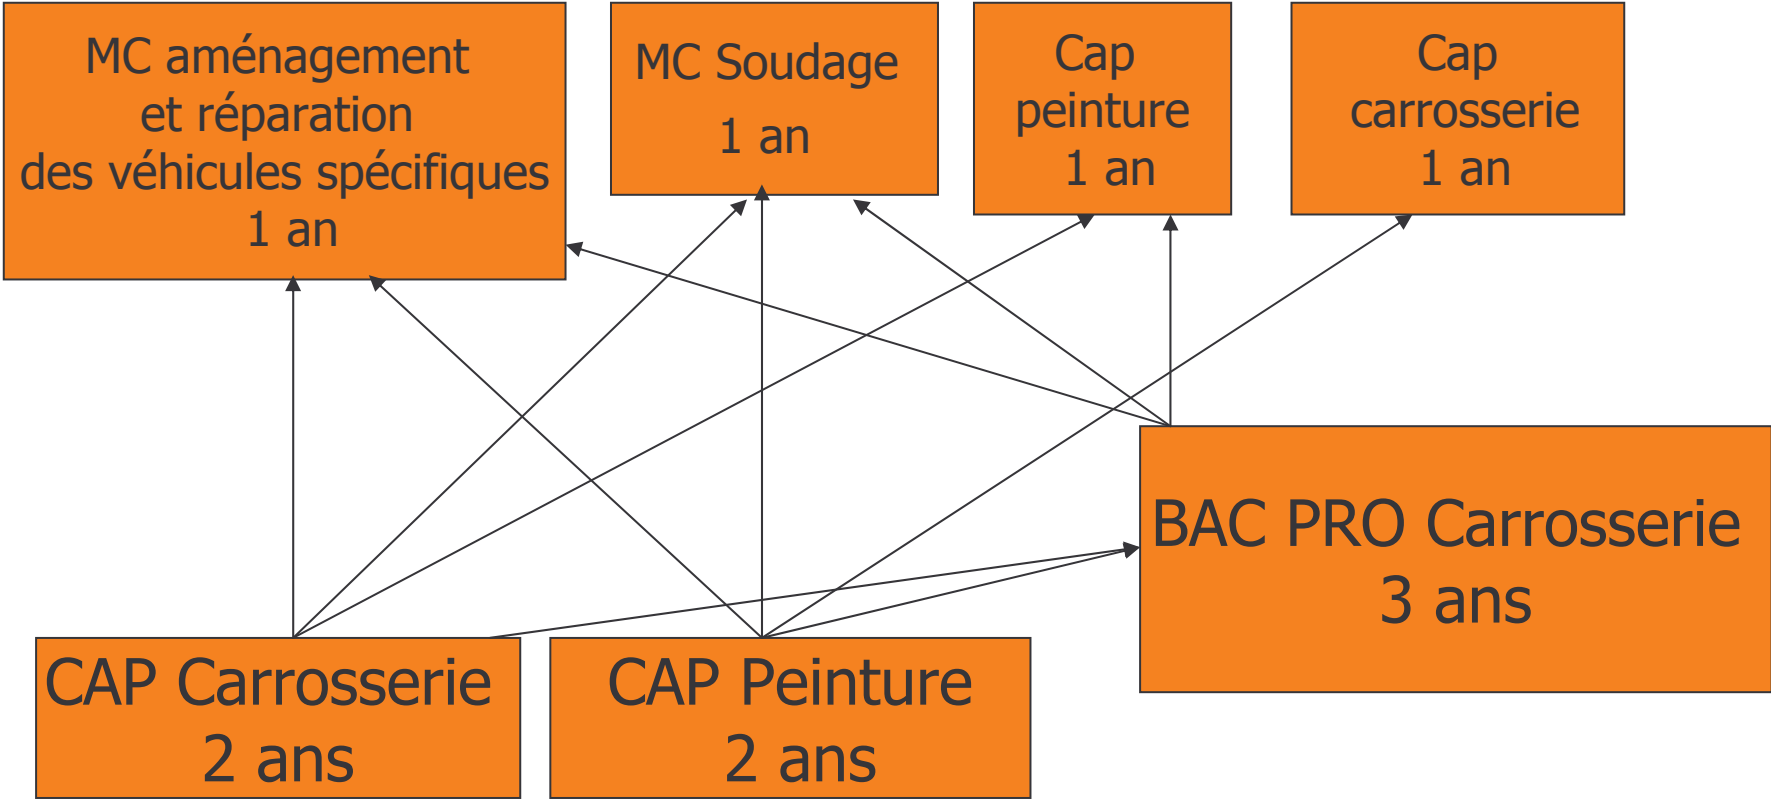 MC aménagement
et réparation
des véhicules spécifiques
1 an
MC Soudage
1 an
Cap
peinture
1 an
Cap
carrosserie
1 an
BAC PRO Carrosserie
3 ans
CAP Carrosserie
2 ans
CAP Peinture
2 ans